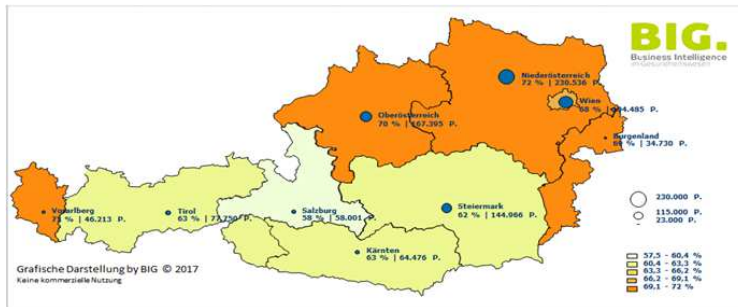 BIG.
Business Intelligence
Niederösterreich
72 % | 230.536 P.
Wien
68 %
Oberösterreich
70 % | 167.395 P.
Burgenland
34.730 P.
Vorarlberg
46.213 P.
Tirol
63 % | 77.250 P.
Salzburg
58 % | 58.001 P.
Steiermark
62 % | 144.966 P.
Kärnten
63 % | 64.476 P.
230.000 P.
115.000 P.
23.000 P.
57,5 - 60,4 %
60,4 - 63,3 %
63,3 - 66,2 %
66,2 - 69,1 %
69,1 - 72 %
Grafische Darstellung by BIG © 2017
Keine kommerzielle Nutzung